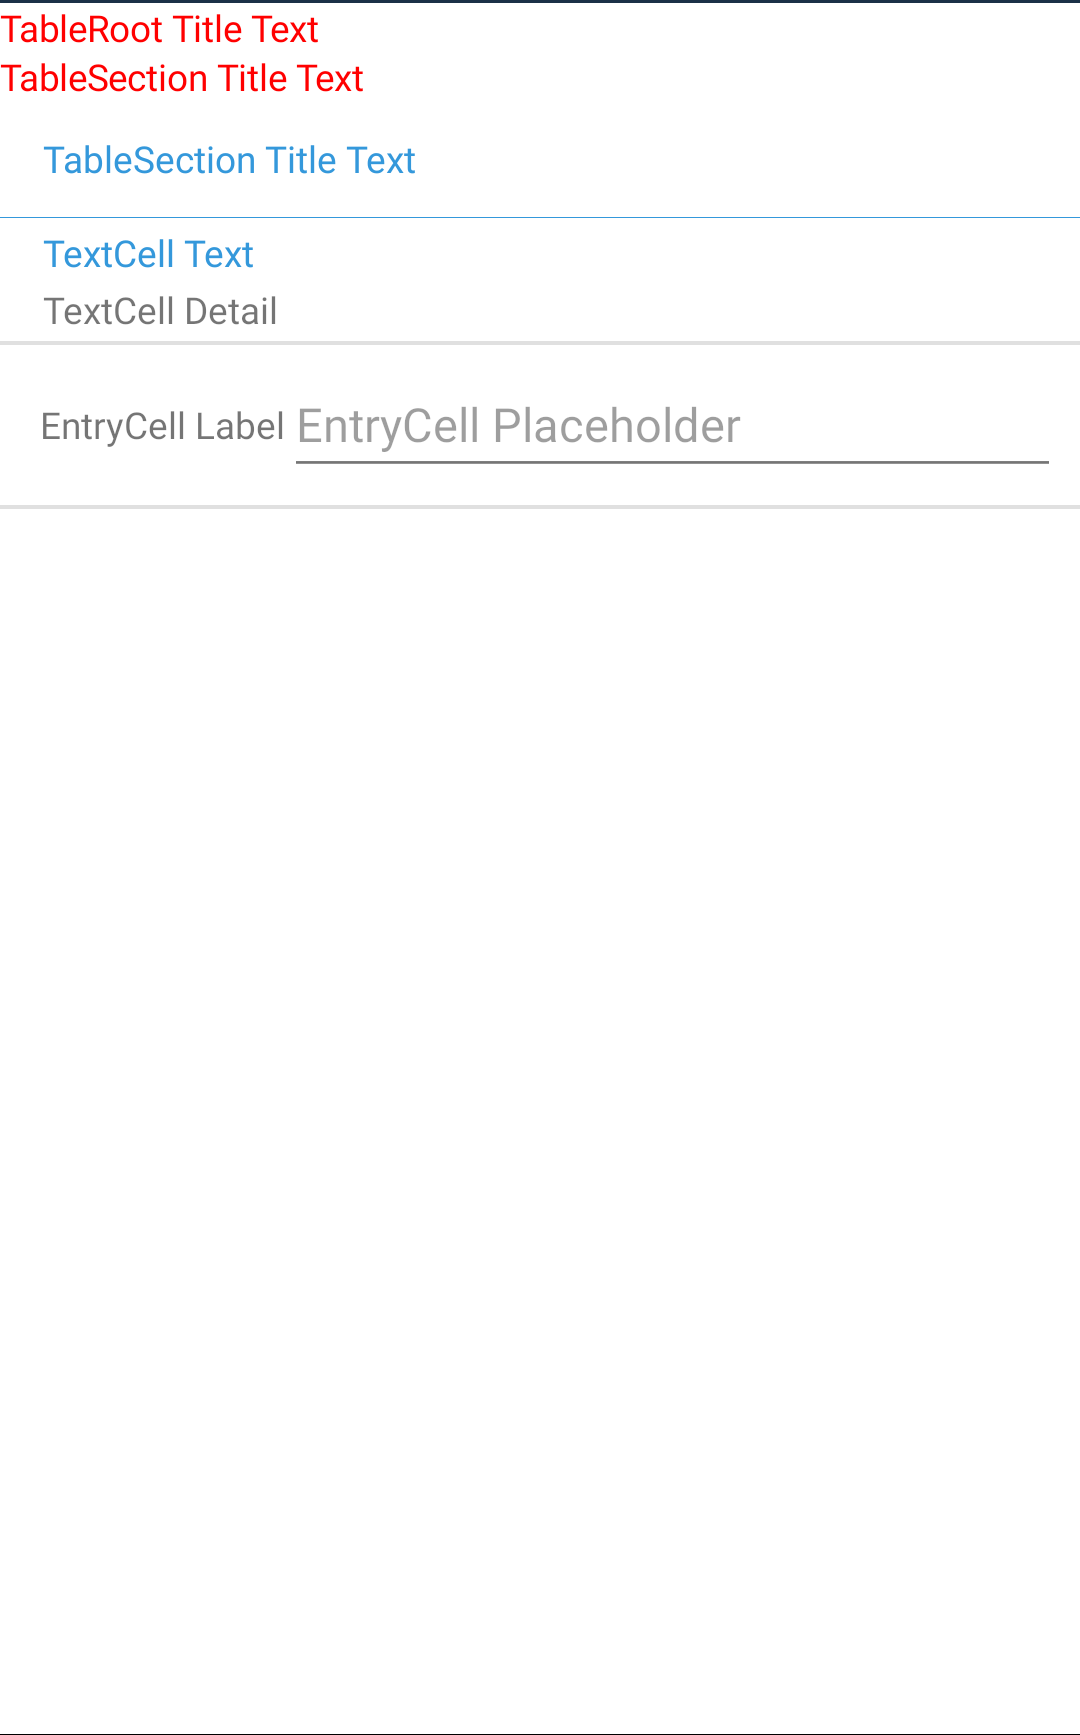 TableRoot Title Text
TableSection Title Text
TableSection Title Text
TextCell Text
TextCell Detail
EntryCell Label EntryCell Placeholder